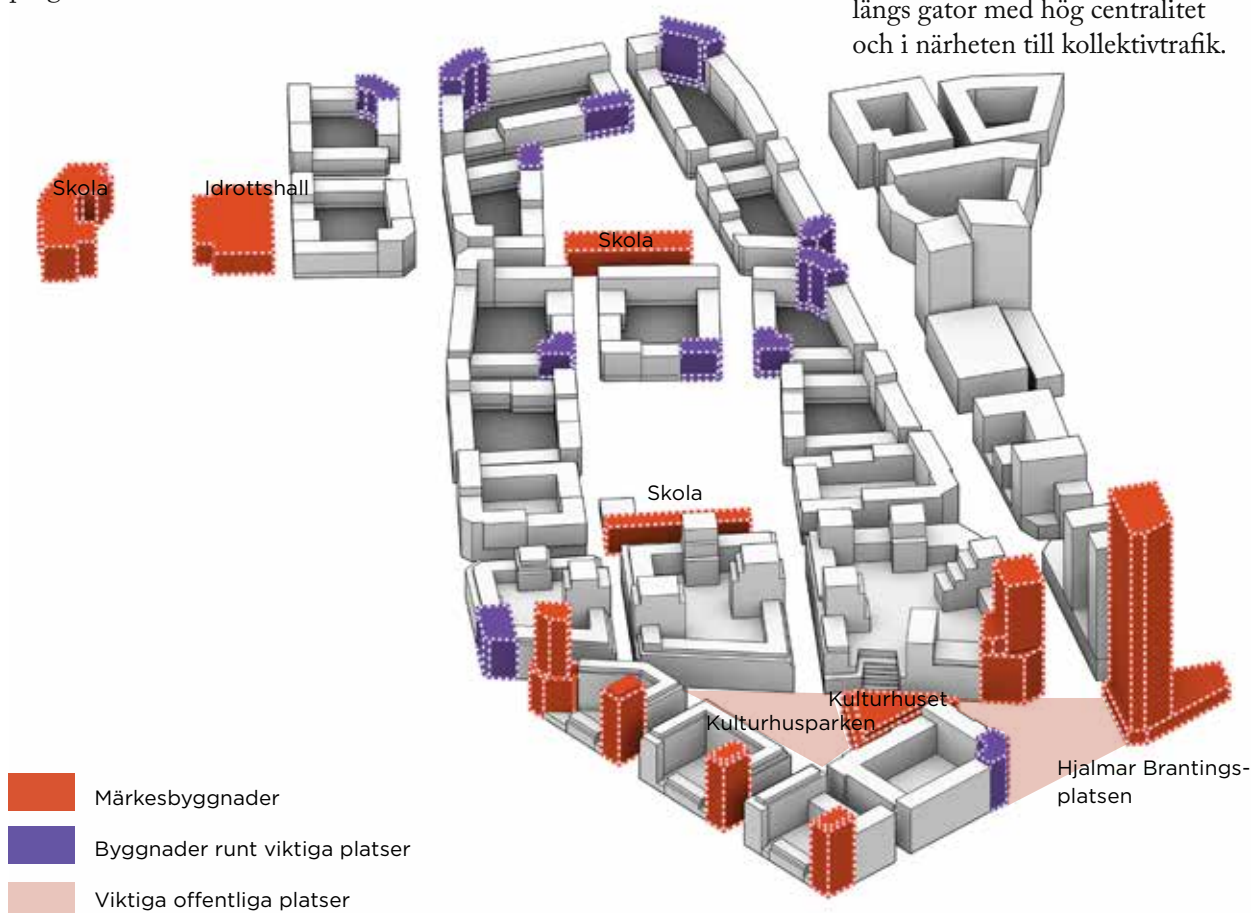 längs gator med hög centralitet
och i närheten till kollektivtrafik.
Skola
Idrottshall
Skola
Skola
Kulturhuset
Kulturhusparken
Hjalmar Brantings-
platsen
Märkesbyggnader
Byggnader runt viktiga platser
Viktiga offentliga platser